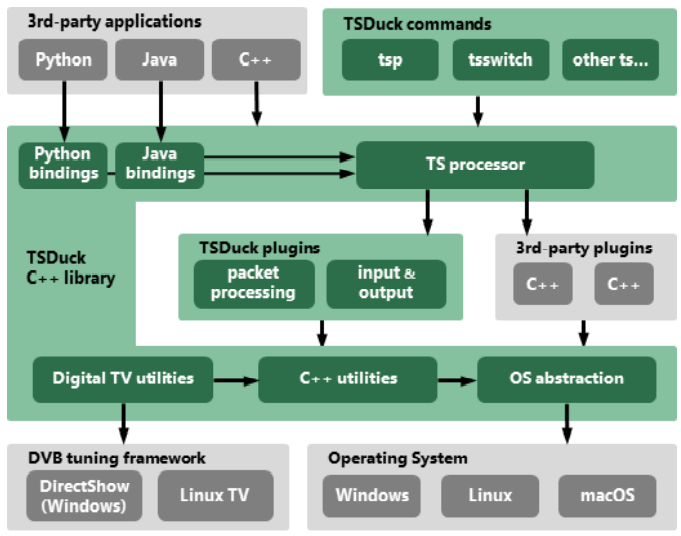 3rd-party applications
Python
Java
C++
TSDuck commands
tsp
tsswitch
other ts...
Python
bindings
Java
bindings
TS processor
TSDuck
C++ library
TSDuck plugins
packet
processing
input &
output
3rd-party plugins
C++
C++
Digital TV utilities
C++ utilities
OS abstraction
DVB tuning framework
DirectShow
(Windows)
Linux TV
Operating System
Windows
Linux
macOS